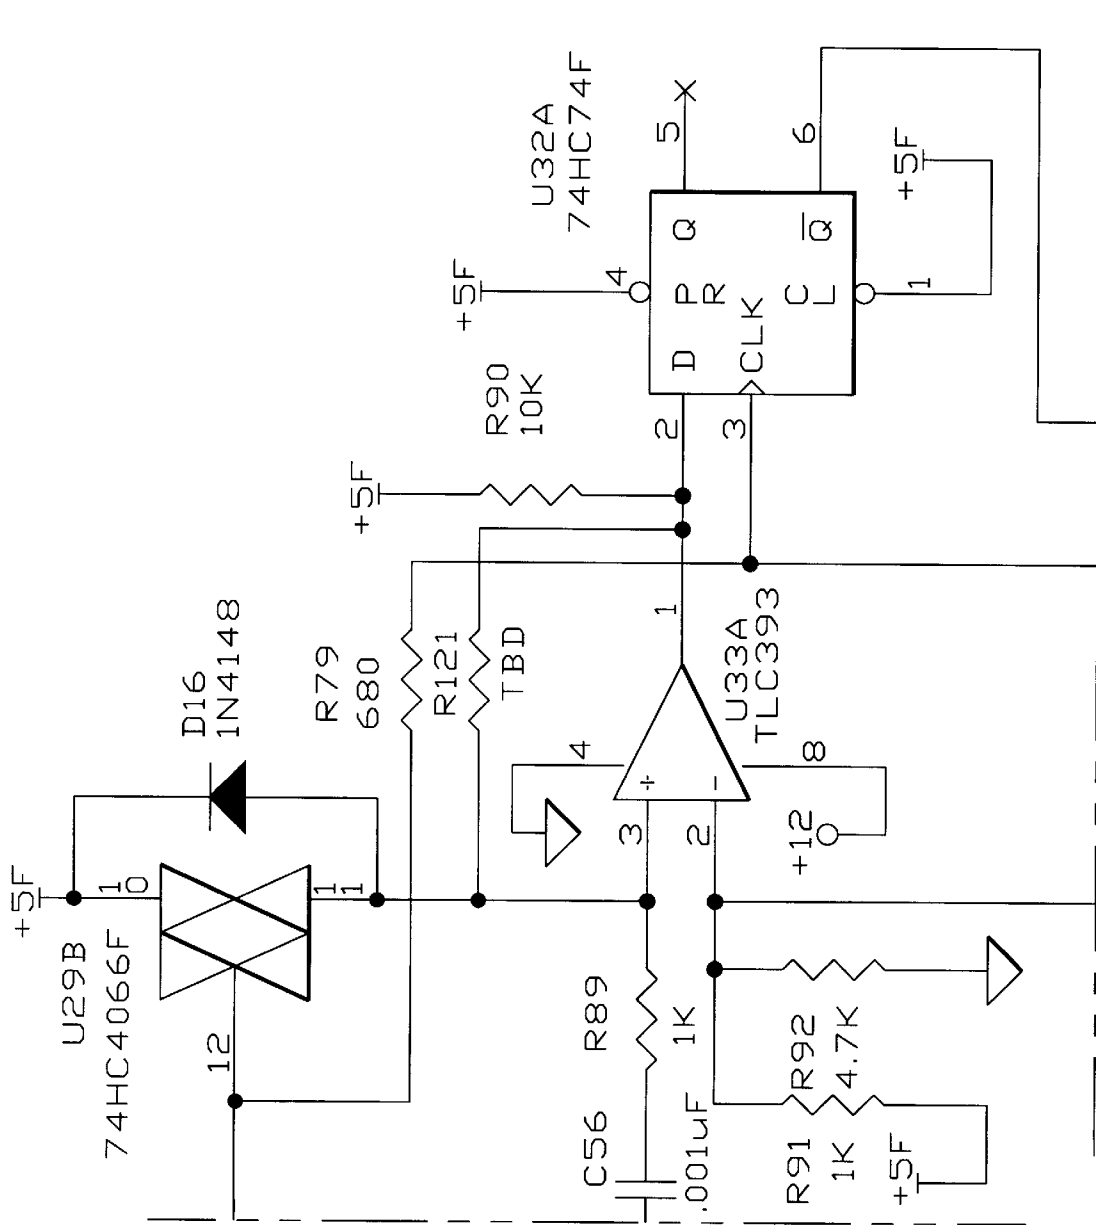 U32A
74HC74F
5
6
+5F
Q
Q
+5F
4
P
R
C
L
1
D
CLK
R90
10K
2
3
+5F
D16
1N4148
R79
680
R121
TBD
1
U33A
TLC393
4
+
-
8
3
2
+12
+5F
10
11
U29B
74HC4066F
12
R89
1K
R92
4.7K
C56
.001uF
R91
1K
+5F